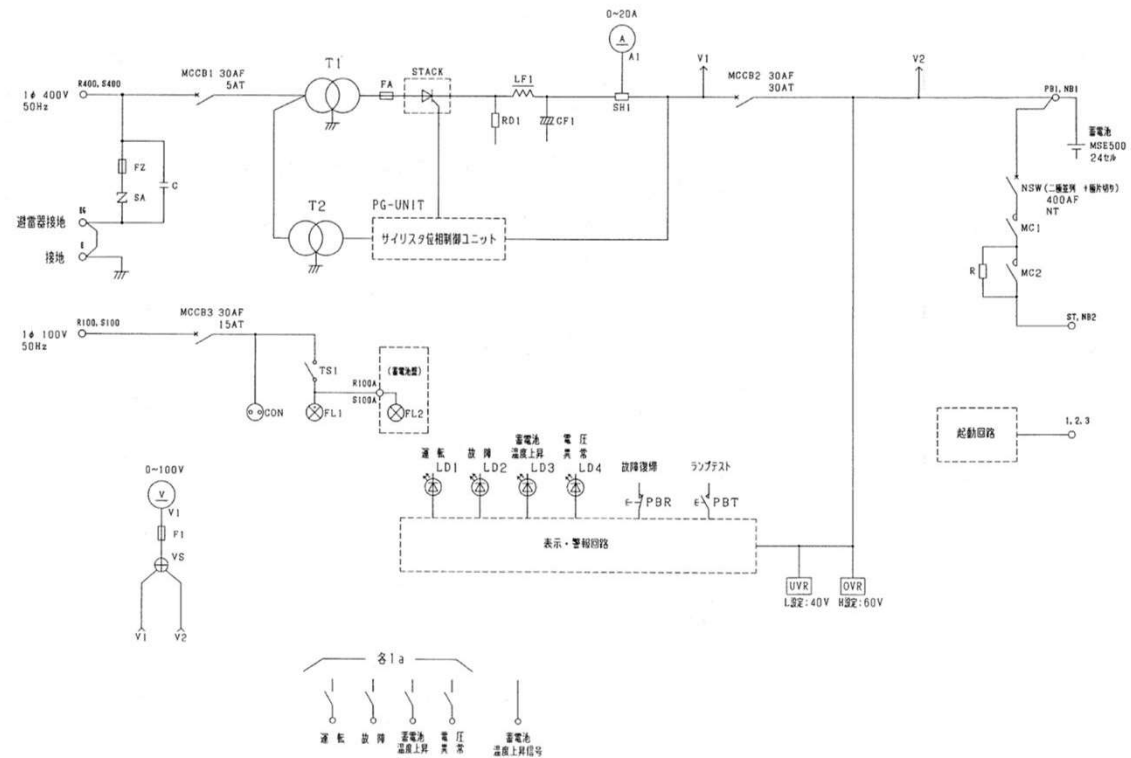 0~20A
A
A1
T1
MCCB1 30AF
5AT
FA
STACK
LF1
V1
V2
R400, S400
1φ 400V
50Hz
RD1
CF1
SH1
MCCB2 30AF
30AT
PB1, NB1
蓄電池
MSE500
24セル
FZ
C
SA
T2
PG-UNIT
サイリスタ位相制御ユニット
NSW (二極並列 +極片切り)
400AF
NT
避雷器接地
接地
E
MC1
R
MC2
ST, NB2
R100, S100
1φ 100V
50Hz
MCCB3 30AF
15AT
TS1
(蓄電池盤)
R100A
S100A
CON
FL1
FL2
起動回路
1, 2, 3
運転
LD1
故障
LD2
蓄電池
温度上昇
LD3
電圧
異常
LD4
故障復帰
PBR
ランプテスト
PBT
表示・警報回路
0~100V
V
V1
F1
VS
V1
V2
UVR
L設定:40V
OVR
H設定:60V
各1a
運転
故障
蓄電池
温度上昇
電圧
異常
蓄電池
温度上昇信号